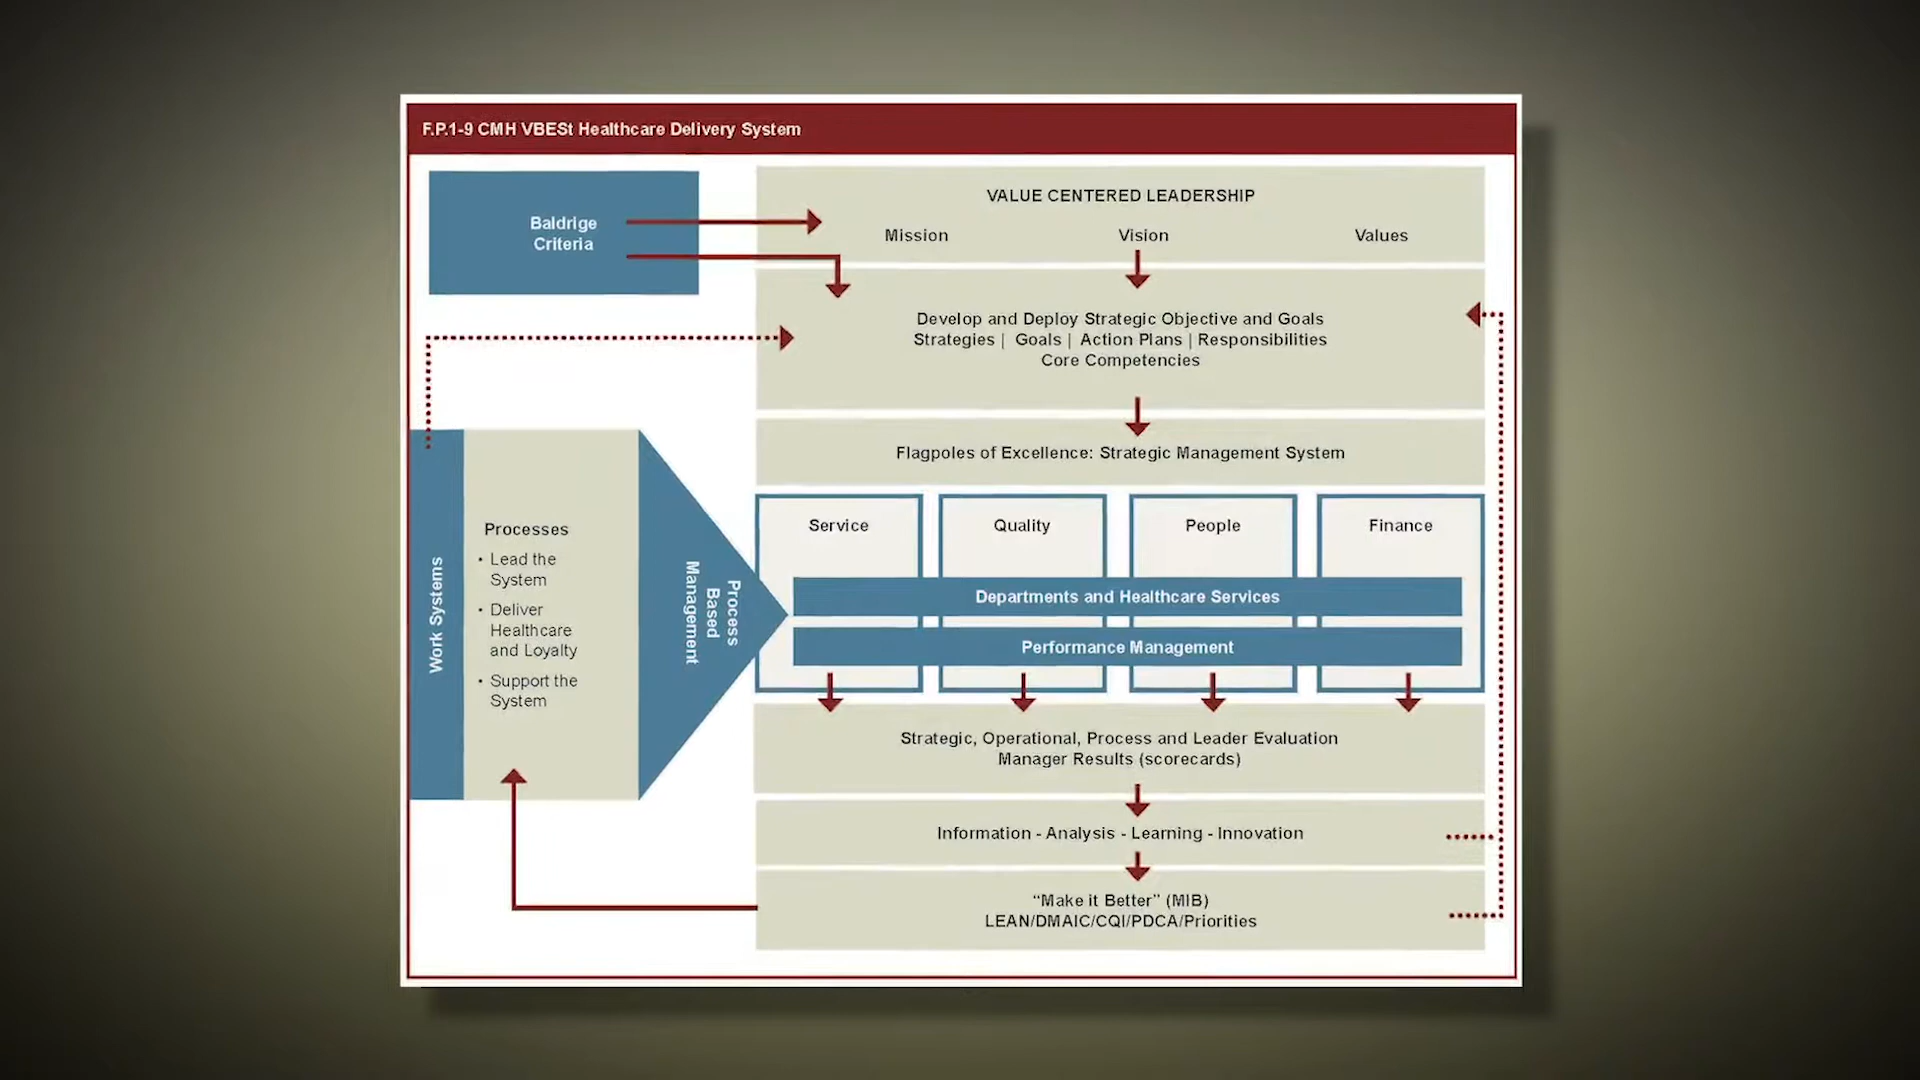 F.P.1-9 CMH VBESt Healthcare Delivery System
Baldrige
Criteria
VALUE CENTERED LEADERSHIP
Mission
Vision
Values
Develop and Deploy Strategic Objective and Goals
Strategies | Goals | Action Plans | Responsibilities
Core Competencies
Flagpoles of Excellence: Strategic Management System
Work Systems
Processes
• Lead the
System
• Deliver
Healthcare
and Loyalty
• Support the
System
Process
Based
Management
Service
Quality
People
Finance
Departments and Healthcare Services
Performance Management
Strategic, Operational, Process and Leader Evaluation
Manager Results (scorecards)
Information - Analysis - Learning - Innovation
“Make it Better” (MIB)
LEAN/DMAIC/CQI/PDCA/Priorities